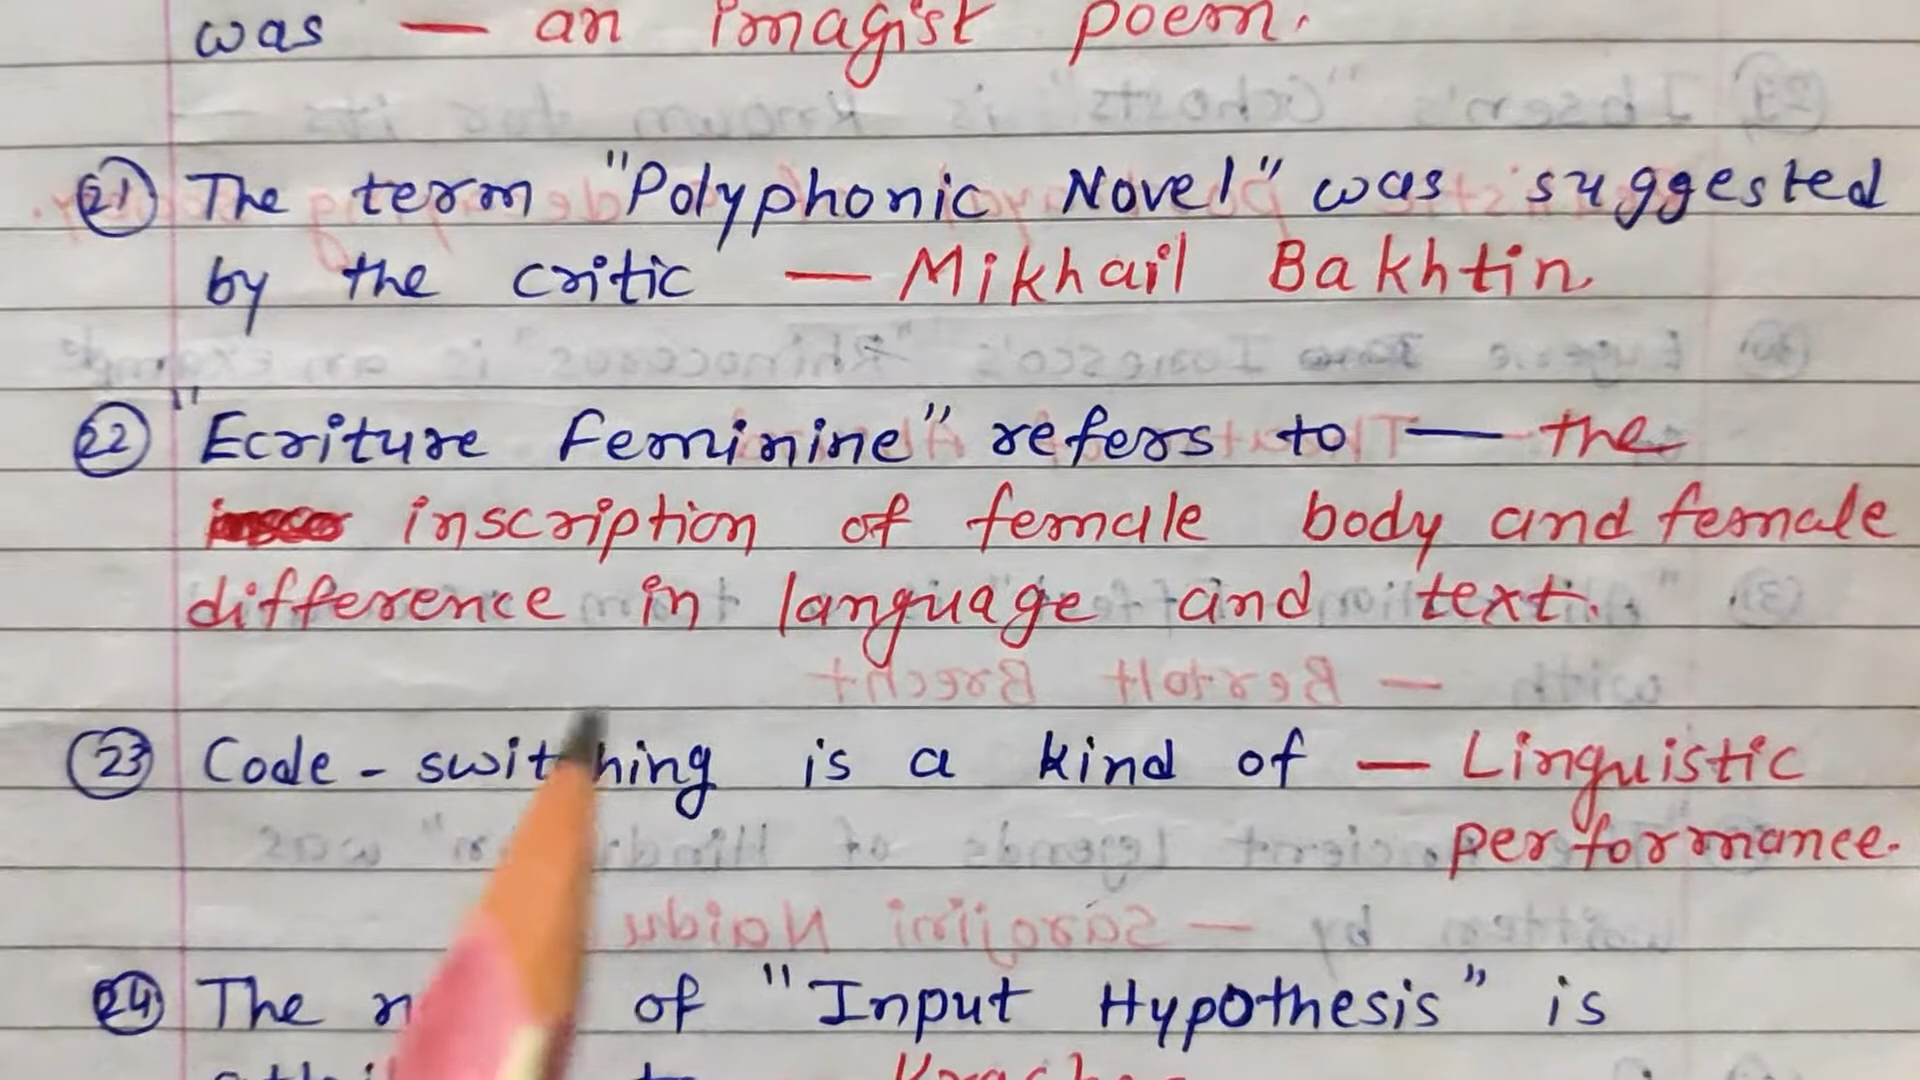 was — an imagist poem.
21 The term "Polyphonic Novel" was suggested
by the critic — Mikhail Bakhtin
22 "Ecriture Feminine" refers to — the
inscription of female body and female
difference in language and text.
23 Code-switching is a kind of — Linguistic
performance.
24 The of "Input Hypothesis" is